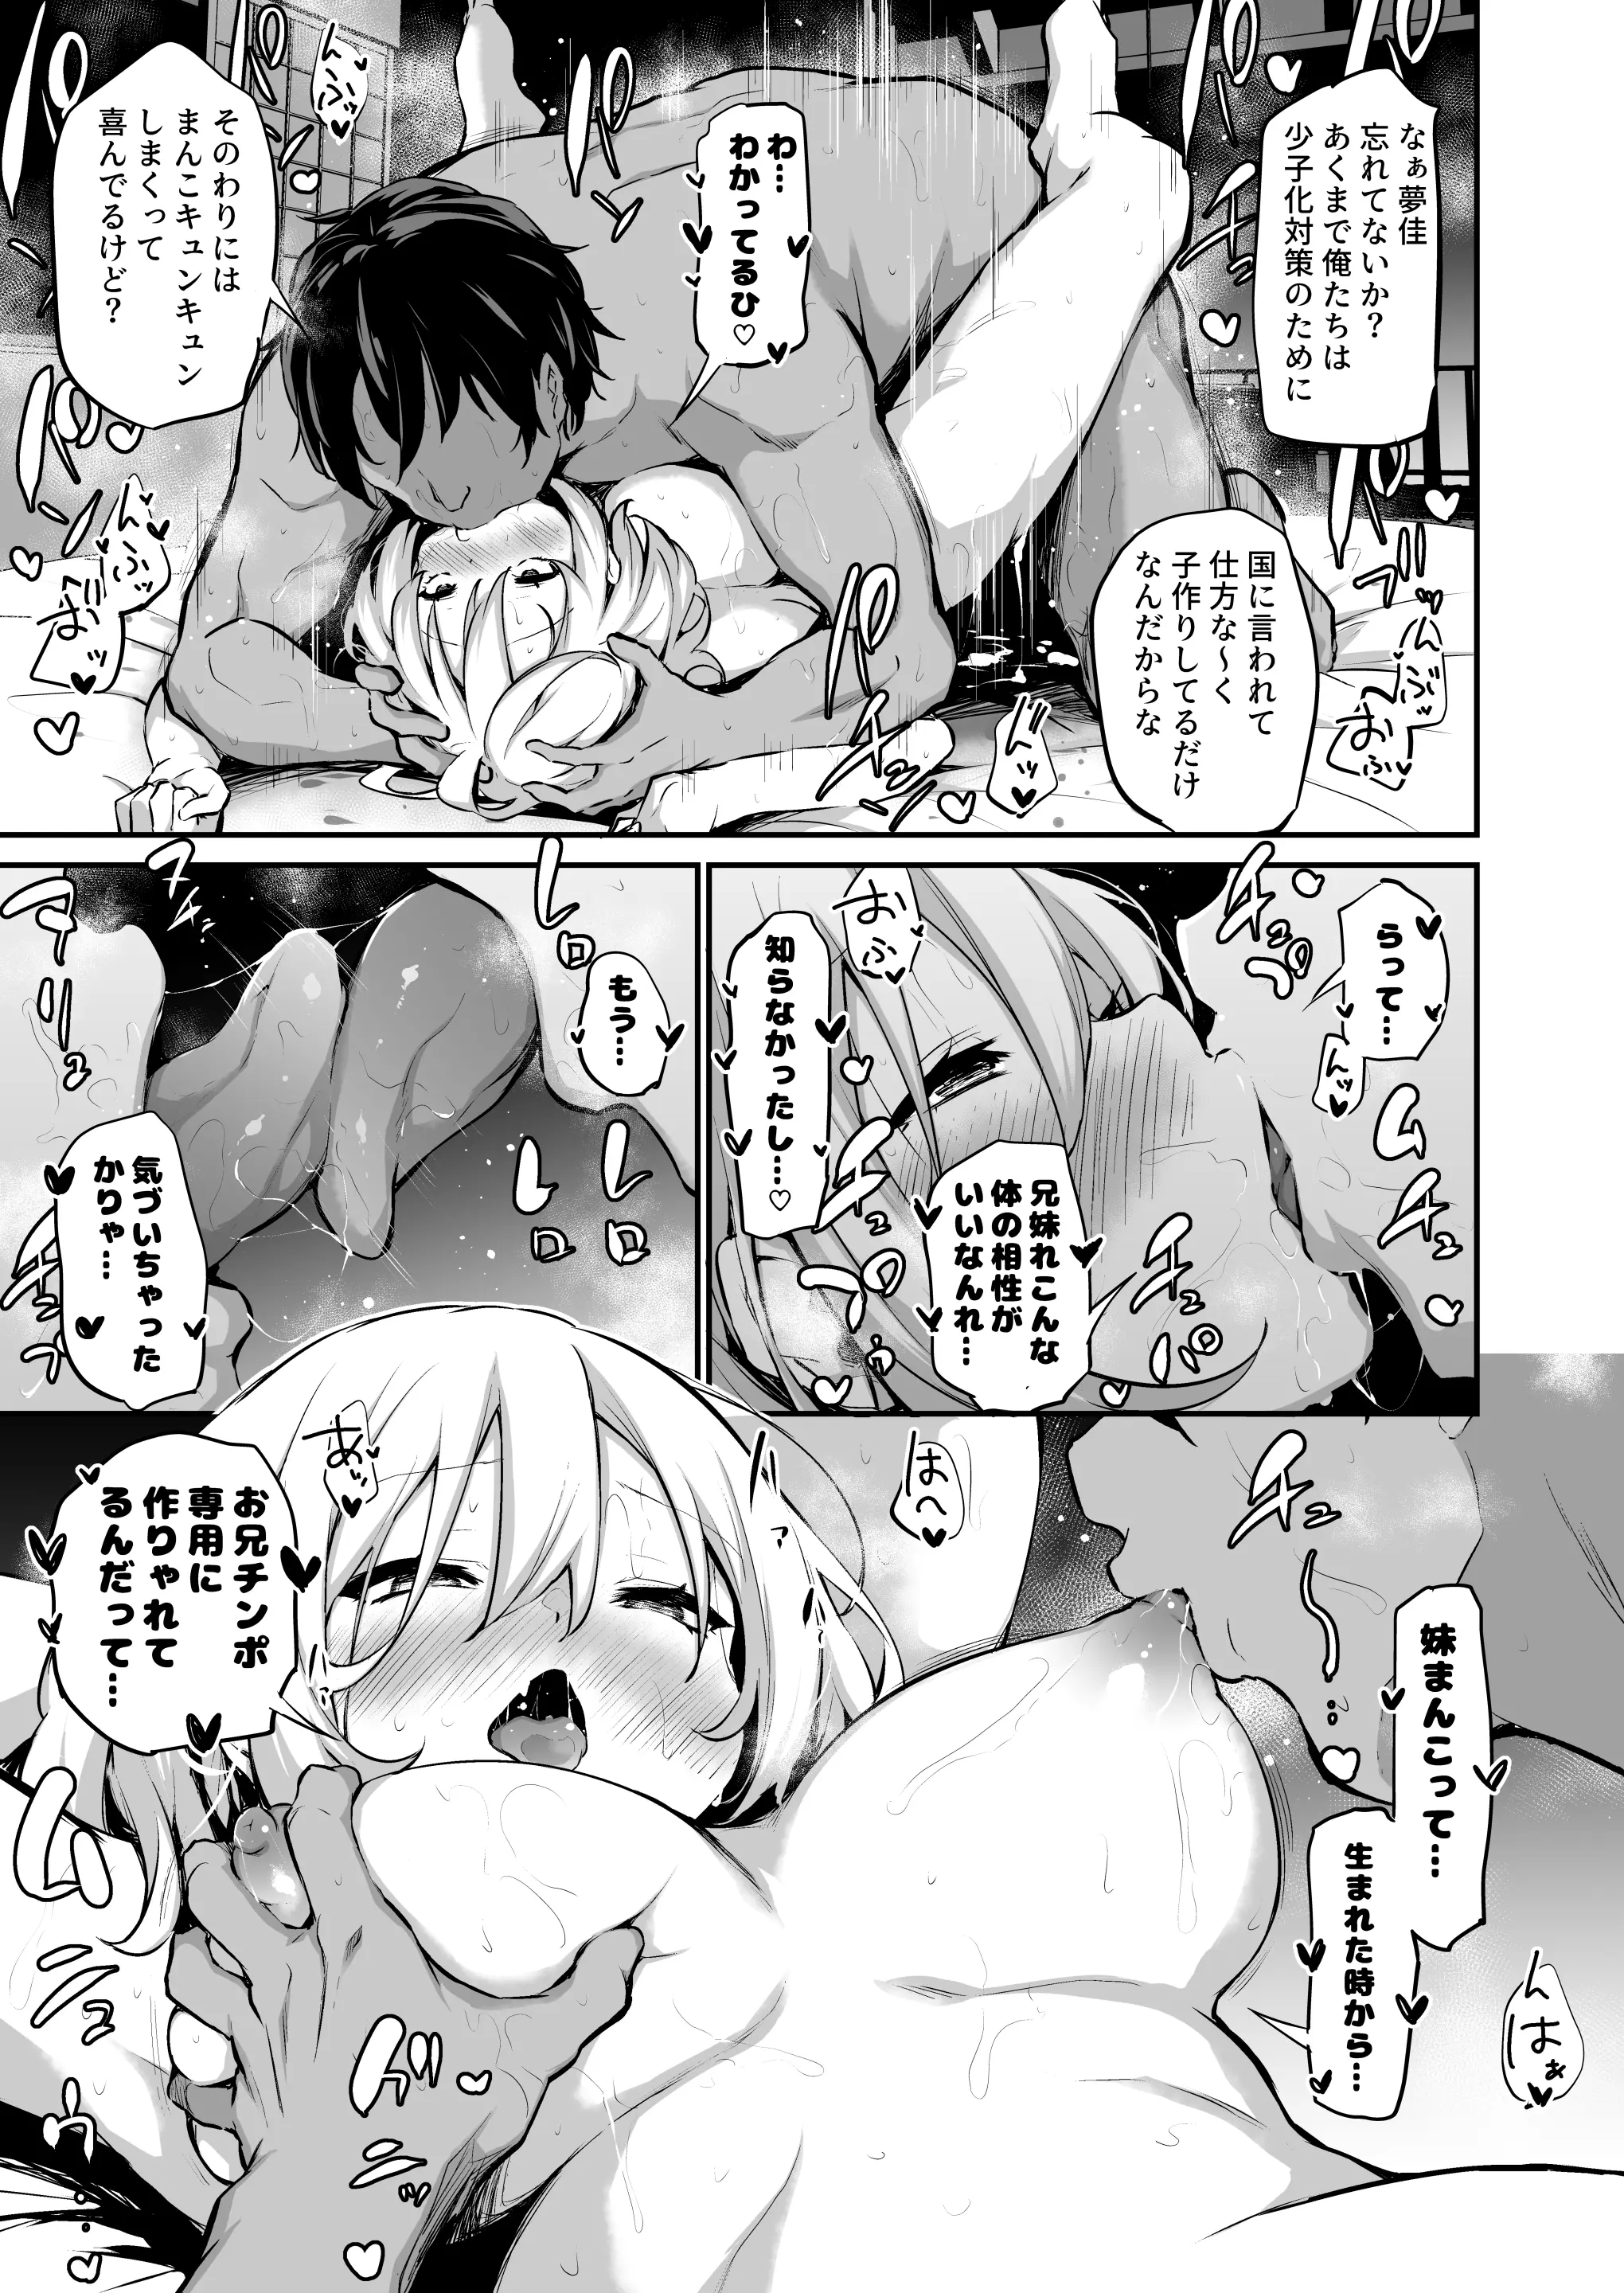 なぁ夢佳
忘れてないか？
あくまで俺たちは
少子化対策のために
国に言われて
仕方な～く
子作りしてるだけ
なんだからな
わ…
わかってるひ♡
そのわりには
まんこキュンキュン
しまくって
喜んでるけど？
んふッ
んふッ
おッ
んぶッ
おふ
んッ
らって…
んッ
兄妹れこんな
体の相性が
いいなんれ…
知らなかったし…♡
おふ
もう…
気づいちゃった
かりゃ…
妹まんこって…
生まれた時から…
お兄チンポ
専用に
作りゃれて
るんだって…
はへ
あッ
んはぁ